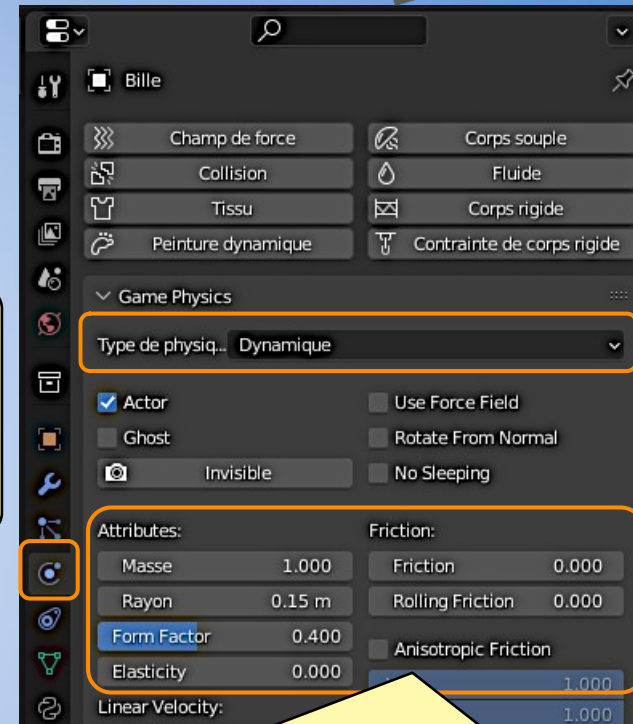 Bille
Champ de force Corps souple
Collision Fluide
Tissu Corps rigide
Peinture dynamique Contrainte de corps rigide
Game Physics
Type de physiq... Dynamique
Actor Use Force Field
Ghost Rotate From Normal
Invisible No Sleeping
Attributes: Friction:
Masse 1.000 Friction 0.000
Rayon 0.15 m Rolling Friction 0.000
Form Factor 0.400 Anisotropic Friction
Elasticity 0.000 1.000
Linear Velocity: 1.000